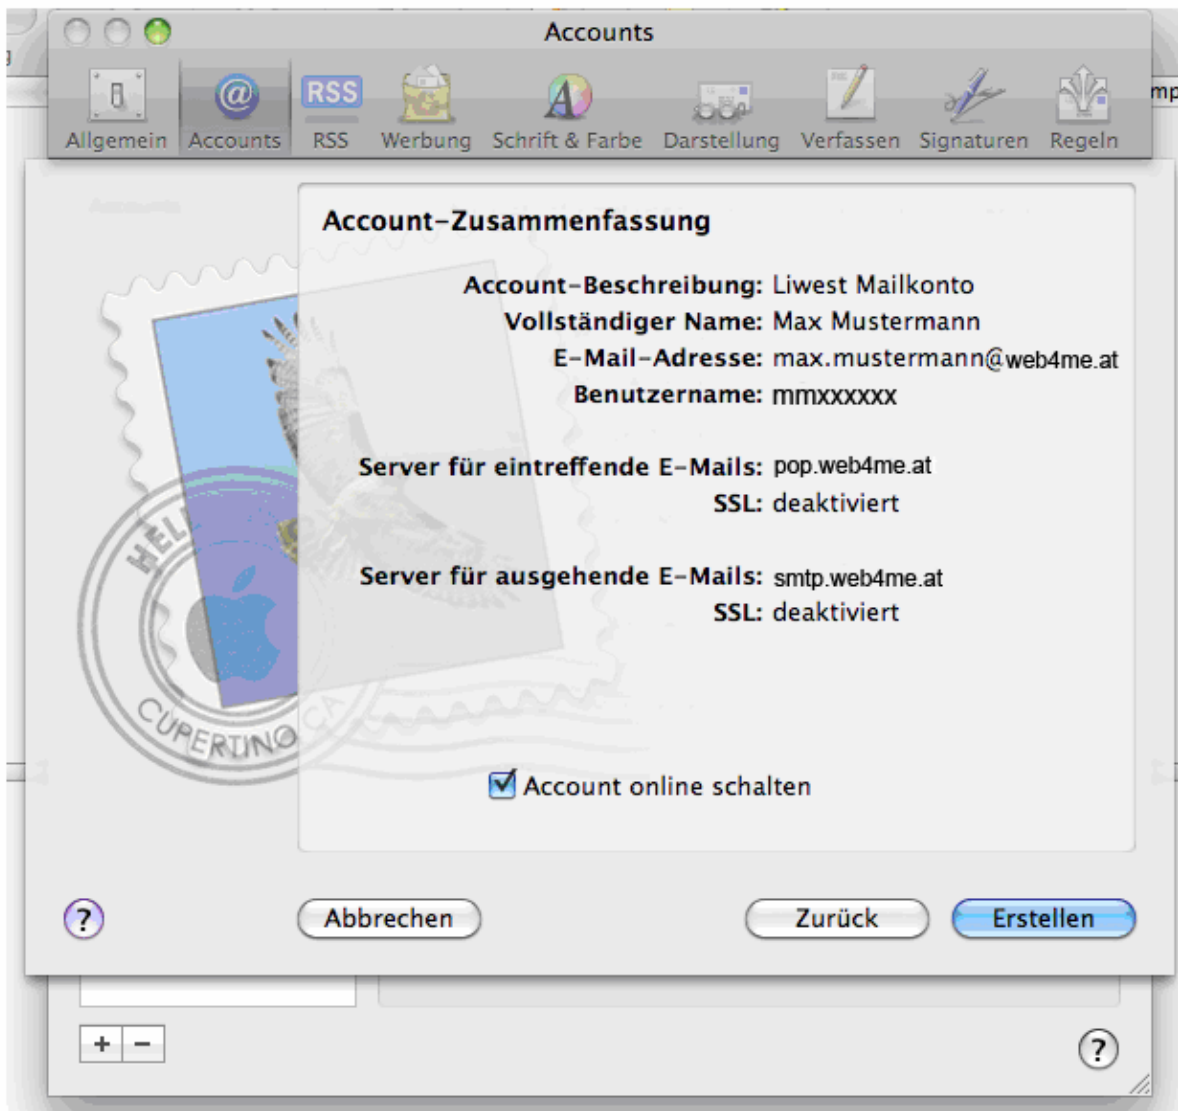 Accounts
Allgemein Accounts RSS Werbung Schrift & Farbe Darstellung Verfassen Signaturen Regeln
RSS
Account-Zusammenfassung
Account-Beschreibung: Liwest Mailkonto
Vollständiger Name: Max Mustermann
E-Mail-Adresse: max.mustermann@web4me.at
Benutzername: mmxxxxxx
Server für eintreffende E-Mails: pop.web4me.at
SSL: deaktiviert
Server für ausgehende E-Mails: smtp.web4me.at
SSL: deaktiviert
CUPERTINO CA
Account online schalten
? Abbrechen Zurück Erstellen
+ − ?